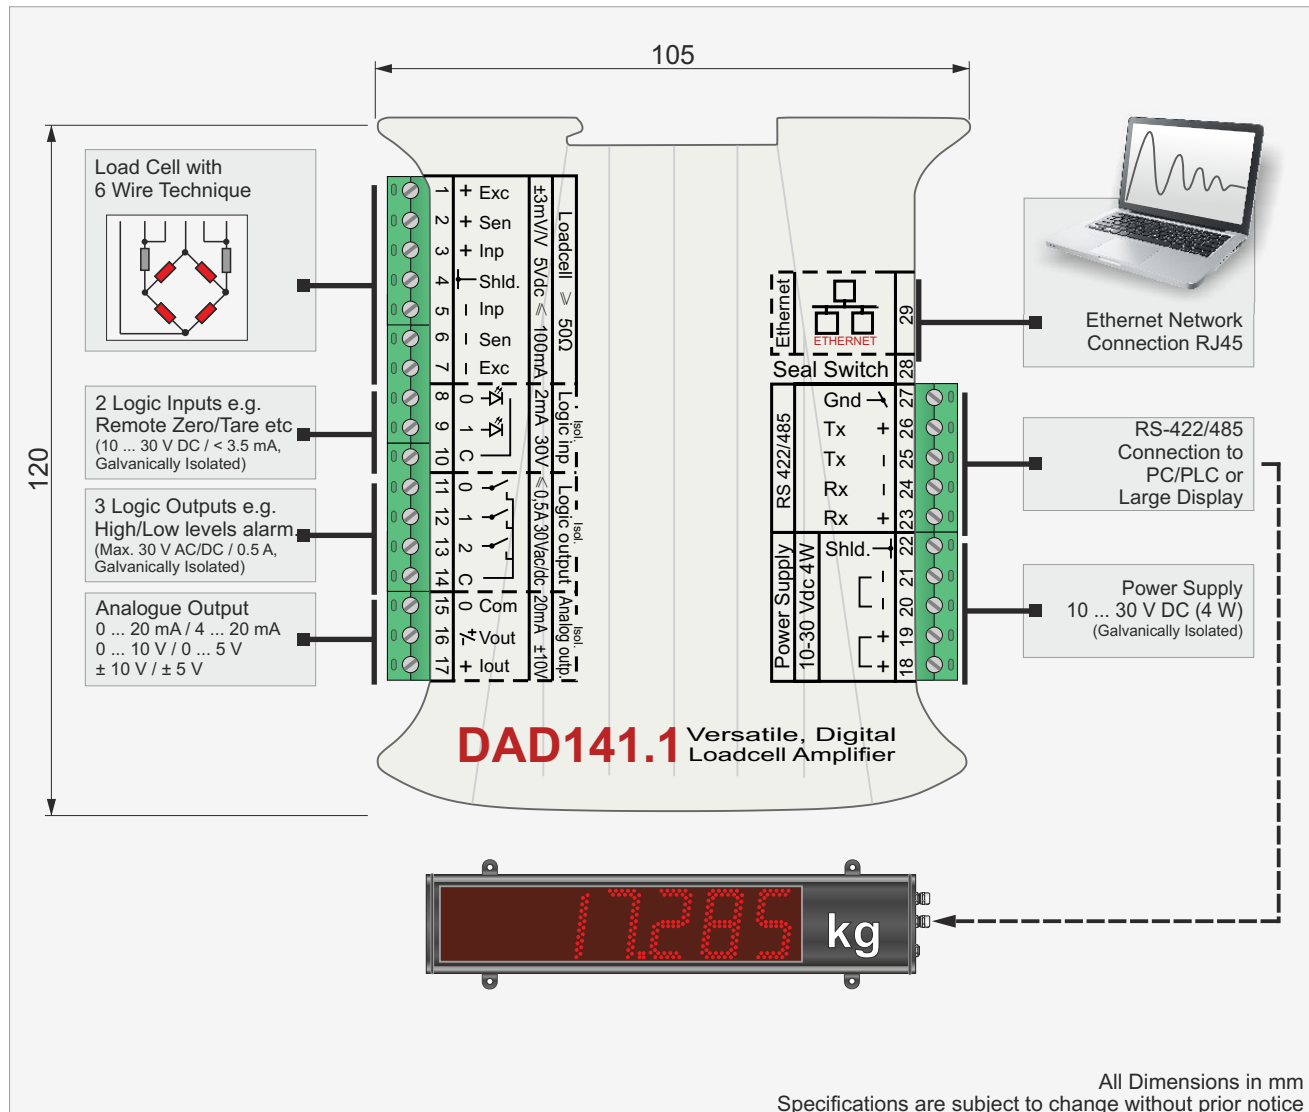 105
120
Load Cell with
6 Wire Technique
2 Logic Inputs e.g.
Remote Zero/Tare etc
(10 ... 30 V DC / < 3.5 mA,
Galvanically Isolated)
3 Logic Outputs e.g.
High/Low levels alarm.
(Max. 30 V AC/DC / 0.5 A,
Galvanically Isolated)
Analogue Output
0 ... 20 mA / 4 ... 20 mA
0 ... 10 V / 0 ... 5 V
± 10 V / ± 5 V
1 + Exc
2 + Sen
3 + Inp
4 Shld.
5 - Inp
6 - Sen
7 - Exc
8 0
9 1
10 C
11 0
12 1
13 2
14 C
15 0 Com
16 +/- Vout
17 + Iout
±3mV/V 5Vdc ≤ 100mA
Loadcell ≥ 50Ω
2mA 30V
Logic inp
Isol.
≤0,5A 30Vac/dc
Logic output
Isol.
20mA ±10V
Analog outp.
Isol.
Ethernet
ETHERNET
29
Seal Switch 28
RS 422/485
Gnd 27
Tx + 26
Tx - 25
Rx - 24
Rx + 23
Power Supply
10-30 Vdc 4W
Shld. 22
- 21
- 20
+ 19
+ 18
Ethernet Network
Connection RJ45
RS-422/485
Connection to
PC/PLC or
Large Display
Power Supply
10 ... 30 V DC (4 W)
(Galvanically Isolated)
DAD141.1 Versatile, Digital
Loadcell Amplifier
17.285 kg
All Dimensions in mm
Specifications are subject to change without prior notice